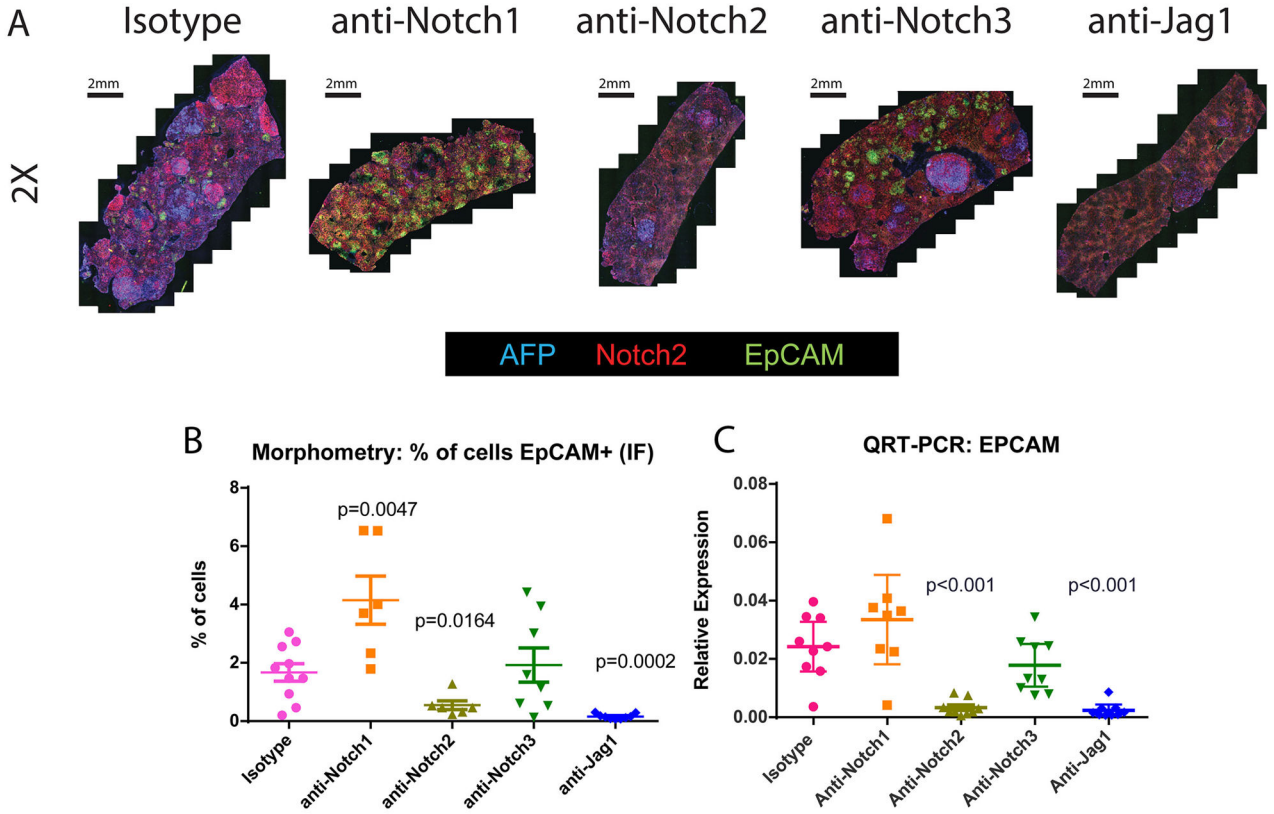 A
Isotype
anti-Notch1
anti-Notch2
anti-Notch3
anti-Jag1
2X
2mm
2mm
2mm
2mm
2mm
AFP Notch2 EpCAM
B
Morphometry: % of cells EpCAM+ (IF)
% of cells
8
6
4
2
0
p=0.0047
p=0.0164
p=0.0002
Isotype
anti-Notch1
anti-Notch2
anti-Notch3
anti-Jag1
C
QRT-PCR: EPCAM
Relative Expression
0.08
0.06
0.04
0.02
0.00
p<0.001
p<0.001
Isotype
Anti-Notch1
Anti-Notch2
Anti-Notch3
Anti-Jag1